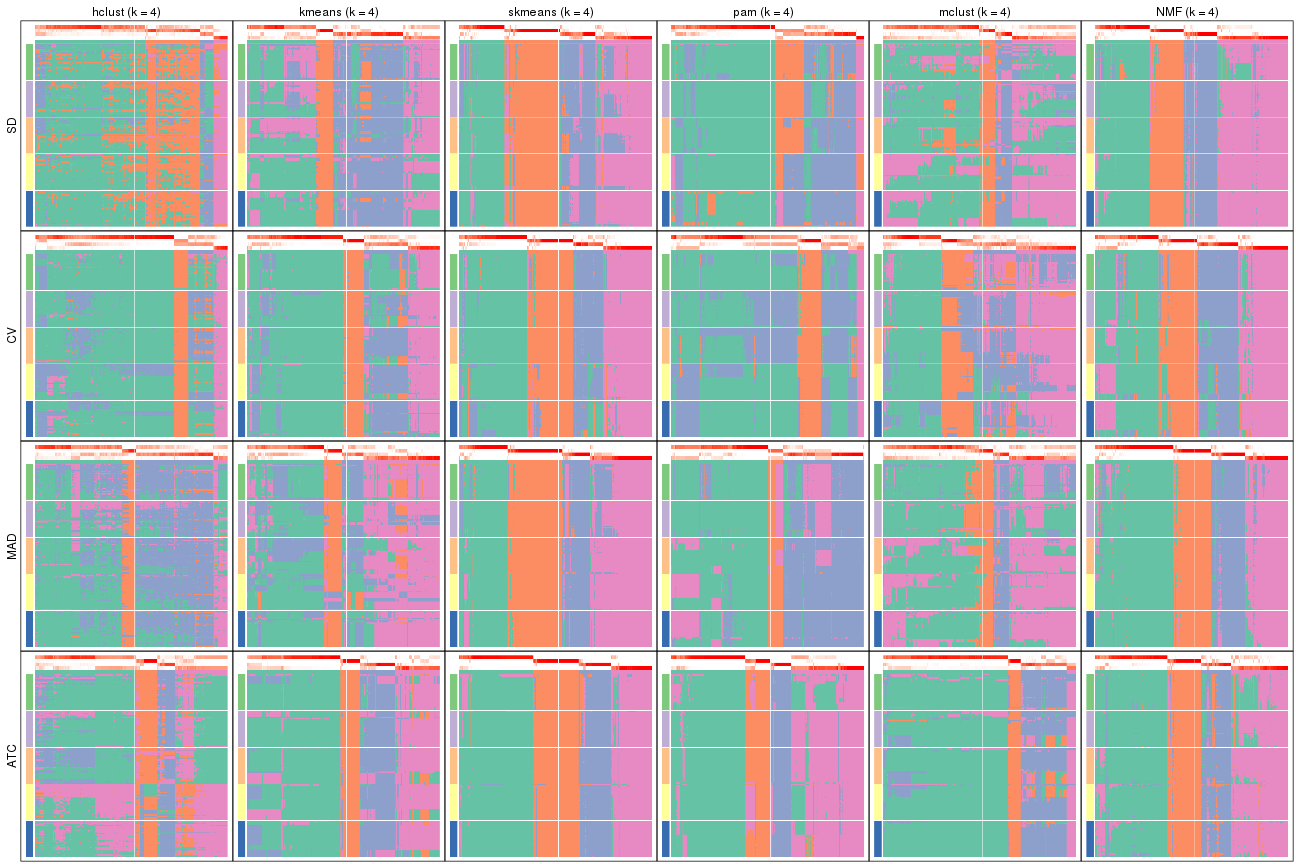 hclust (k = 4) kmeans (k = 4) skmeans (k = 4) pam (k = 4) mclust (k = 4) NMF (k = 4)
SD
CV
MAD
ATC